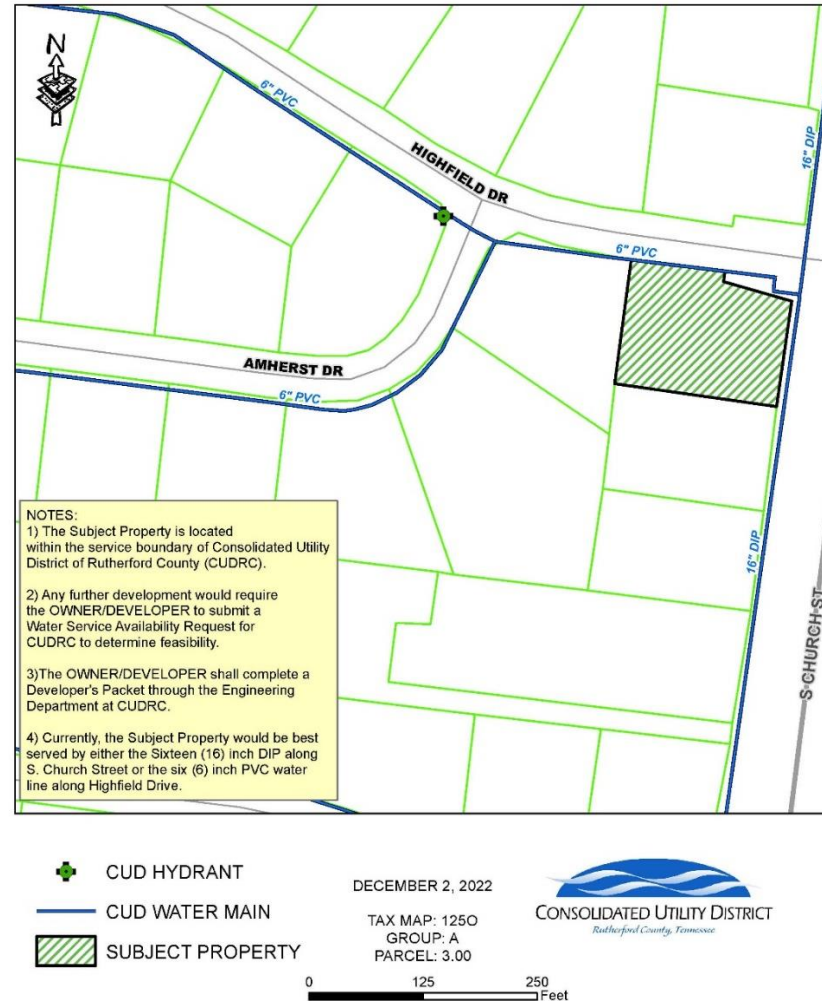 N
6" PVC
HIGHFIELD DR
16" DIP
6" PVC
AMHERST DR
6" PVC
16" DIP
S CHURCH ST
NOTES:
1) The Subject Property is located
within the service boundary of Consolidated Utility
District of Rutherford County (CUDRC).
2) Any further development would require
the OWNER/DEVELOPER to submit a
Water Service Availability Request for
CUDRC to determine feasibility.
3)The OWNER/DEVELOPER shall complete a
Developer's Packet through the Engineering
Department at CUDRC.
4) Currently, the Subject Property would be best
served by either the Sixteen (16) inch DIP along
S. Church Street or the six (6) inch PVC water
line along Highfield Drive.
CUD HYDRANT
CUD WATER MAIN
SUBJECT PROPERTY
DECEMBER 2, 2022
TAX MAP: 125O
GROUP: A
PARCEL: 3.00
0 125 250
Feet
CONSOLIDATED UTILITY DISTRICT
Rutherford County, Tennessee